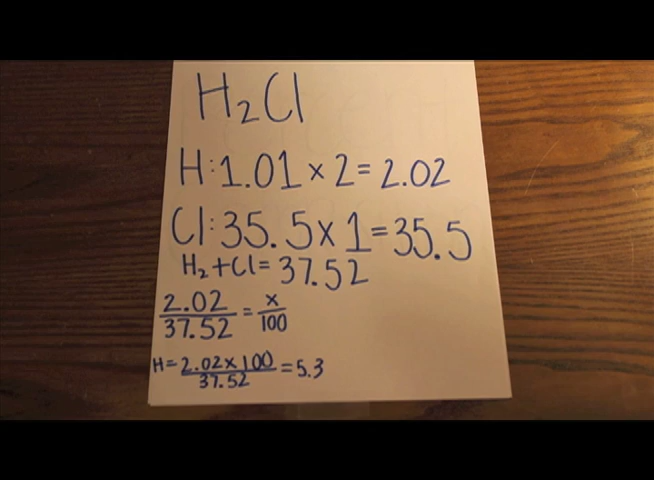 H₂Cl
H: 1.01 x 2 = 2.02
Cl: 35.5 x 1 = 35.5
H₂ + Cl = 37.52
2.02/37.52 = x/100
H = 2.02 x 100/37.52 = 5.3